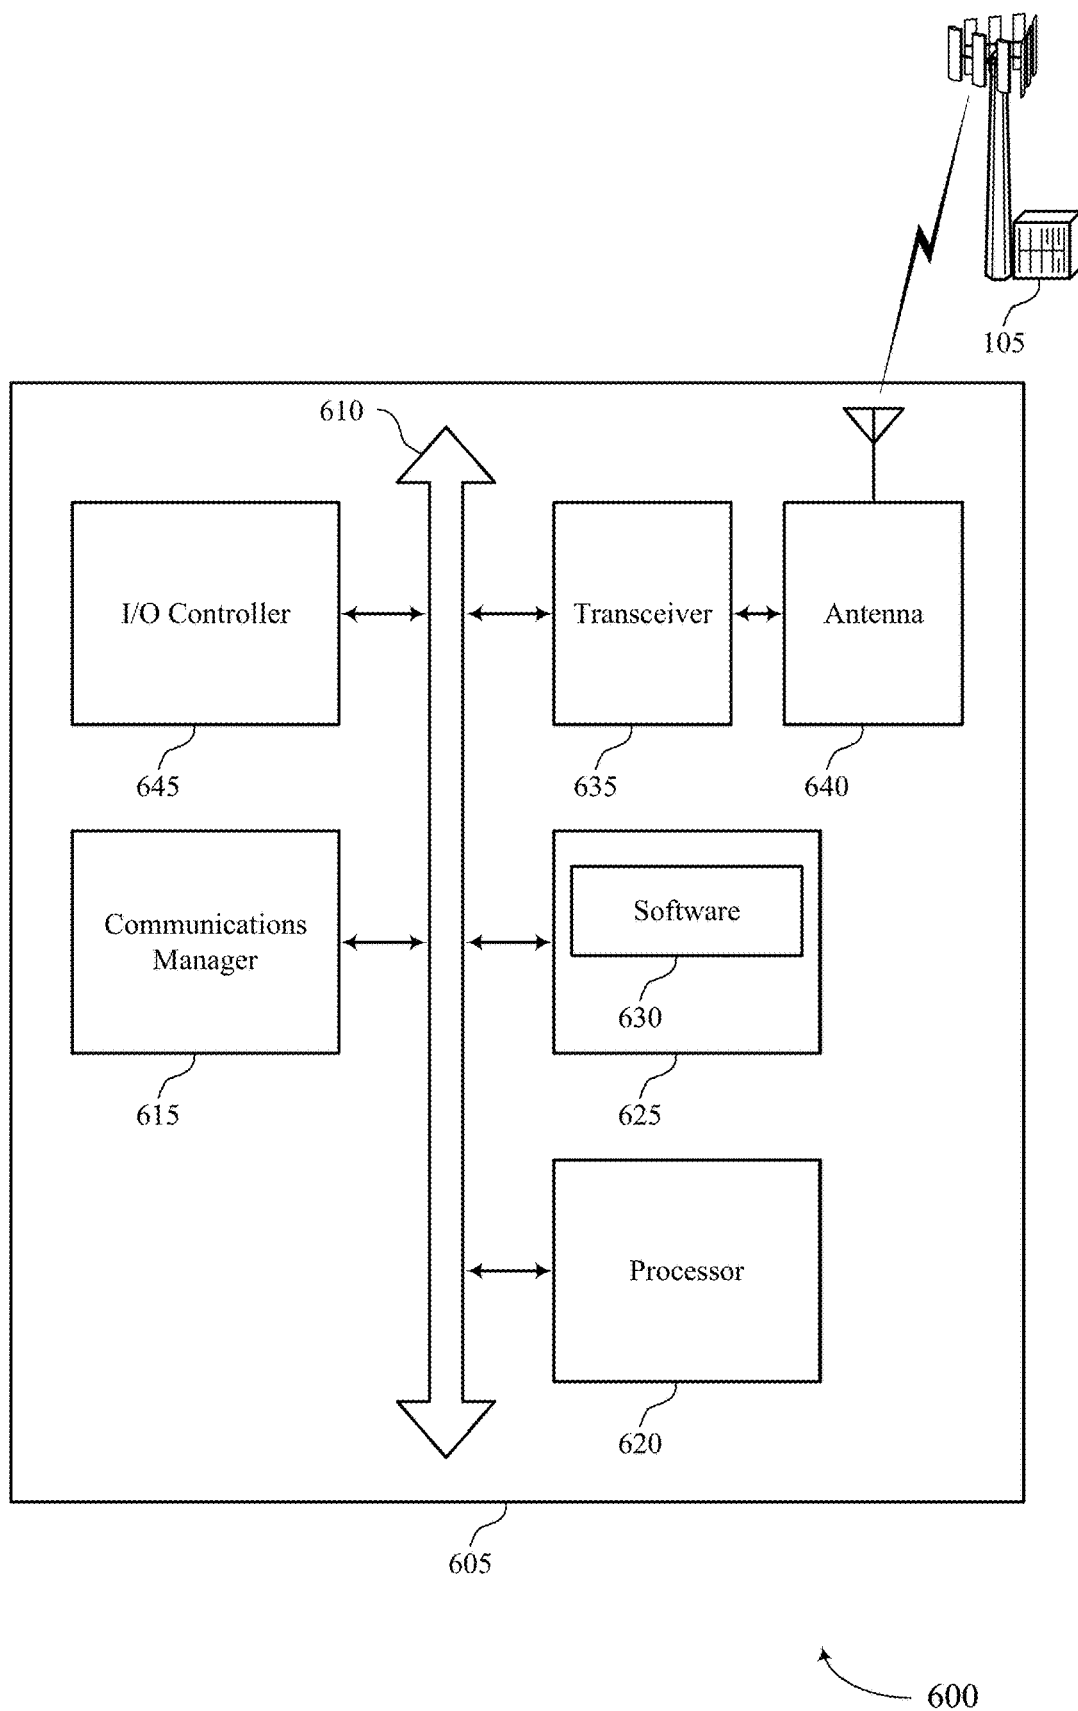 105
610
I/O Controller
Transceiver
Antenna
645
635
640
Communications
Manager
Software
630
615
625
Processor
620
605
600